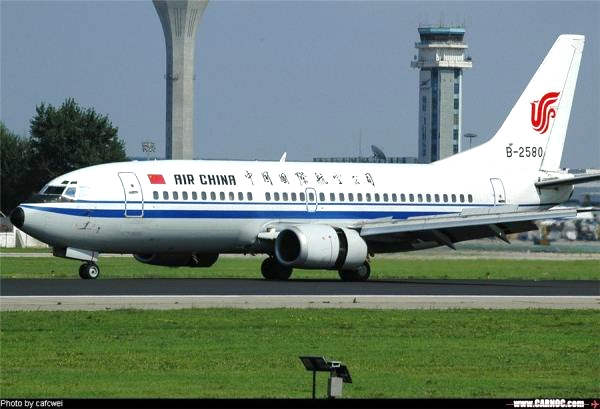 AIR CHINA 中国国际航空公司
B-2580
Photo by cafcwei
www.CARNOC.com